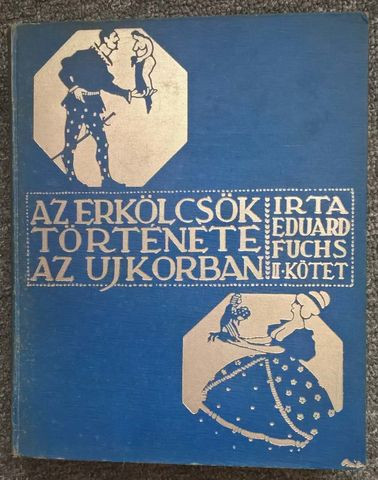 AZ ERKÖLCSÖK
TÖRTÉNETE
AZ UJKORBAN
IRTA
EDUARD
FUCHS
II·KÖTET